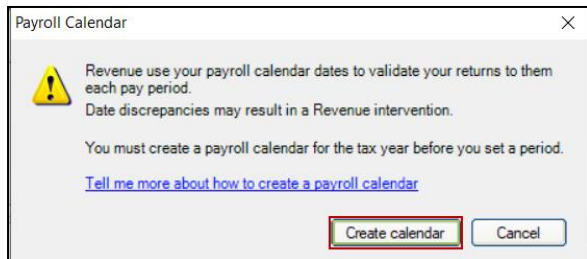 Payroll Calendar
Revenue use your payroll calendar dates to validate your returns to them
each pay period.
Date discrepancies may result in a Revenue intervention.
You must create a payroll calendar for the tax year before you set a period.
Tell me more about how to create a payroll calendar
Create calendar
Cancel